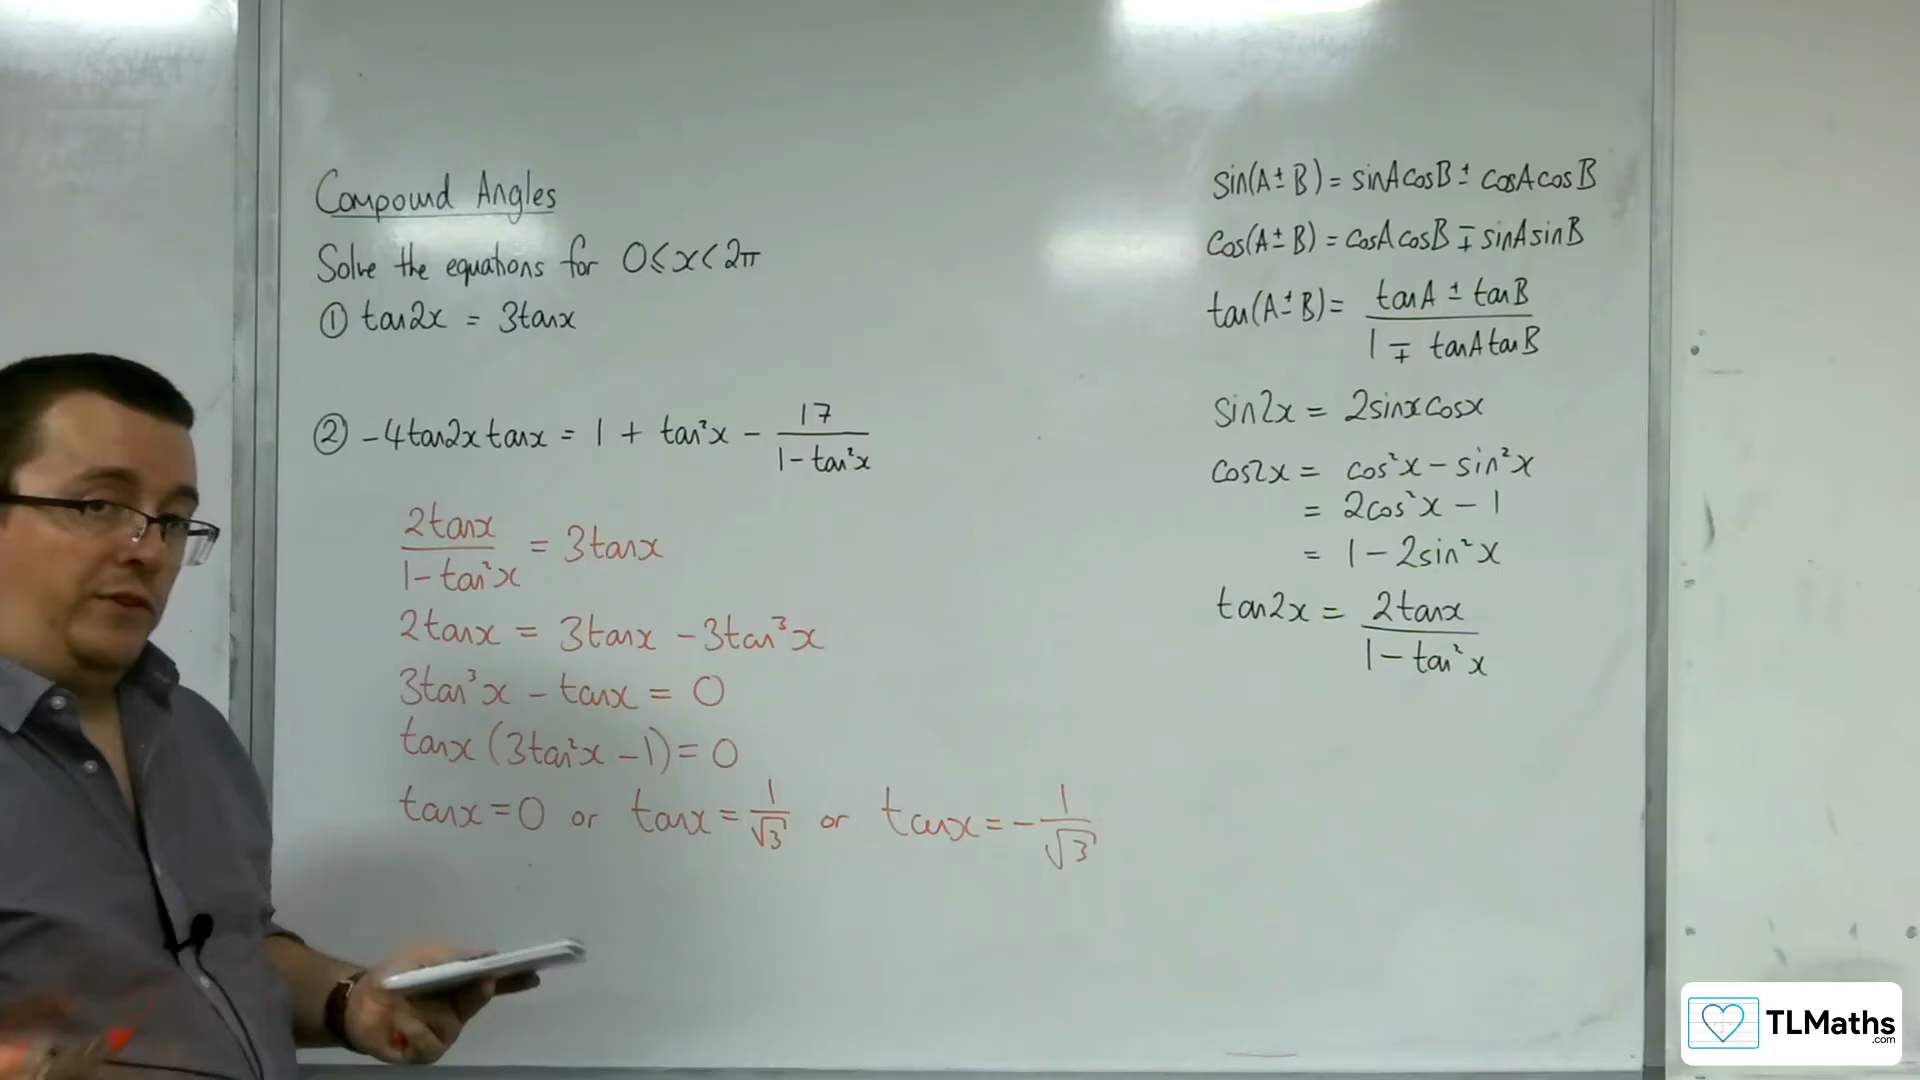 Compound Angles
Solve the equations for 0⩽x<2π
① tan2x = 3tanx
② -4tan2x tanx = 1 + tan²x - 17/(1-tan²x)
2tanx/(1-tan²x) = 3tanx
2tanx = 3tanx - 3tan³x
3tan³x - tanx = 0
tanx(3tan²x - 1) = 0
tanx = 0 or tanx = 1/√3 or tanx = -1/√3
sin(A±B) = sinAcosB ± cosAcosB
cos(A±B) = cosAcosB ∓ sinAsinB
tan(A±B) = (tanA ± tanB)/(1 ∓ tanAtanB)
sin2x = 2sinxcosx
cos2x = cos²x - sin²x
= 2cos²x - 1
= 1 - 2sin²x
tan2x = 2tanx/(1-tan²x)
TLMaths
.com